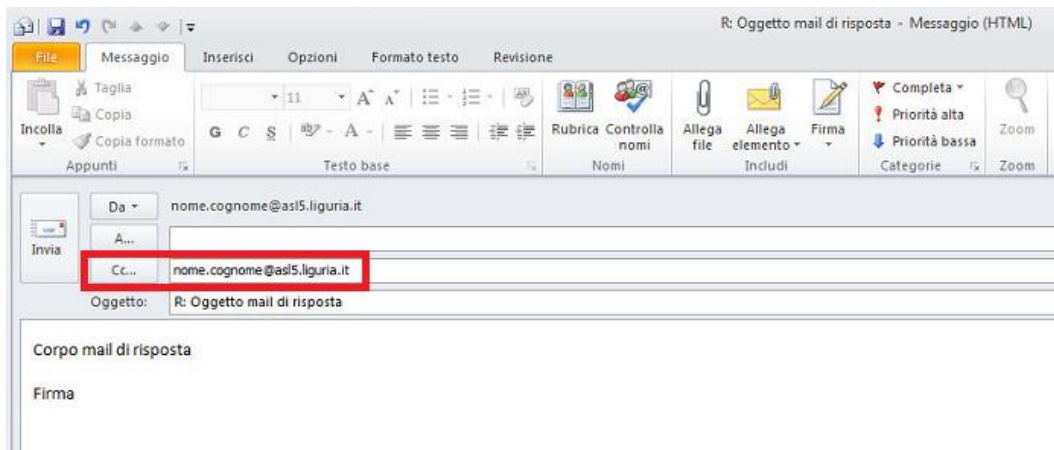 R: Oggetto mail di risposta - Messaggio (HTML)
File Messaggio Inserisci Opzioni Formato testo Revisione
Incolla
Taglia
Copia
Copia formato
Appunti
11
G C S
Testo base
Rubrica
Controlla nomi
Nomi
Allega file
Allega elemento
Firma
Includi
Completa
Priorità alta
Priorità bassa
Categorie
Zoom
Zoom
Invia
Da nome.cognome@asl5.liguria.it
A...
Cc... nome.cognome@asl5.liguria.it
Oggetto: R: Oggetto mail di risposta
Corpo mail di risposta
Firma